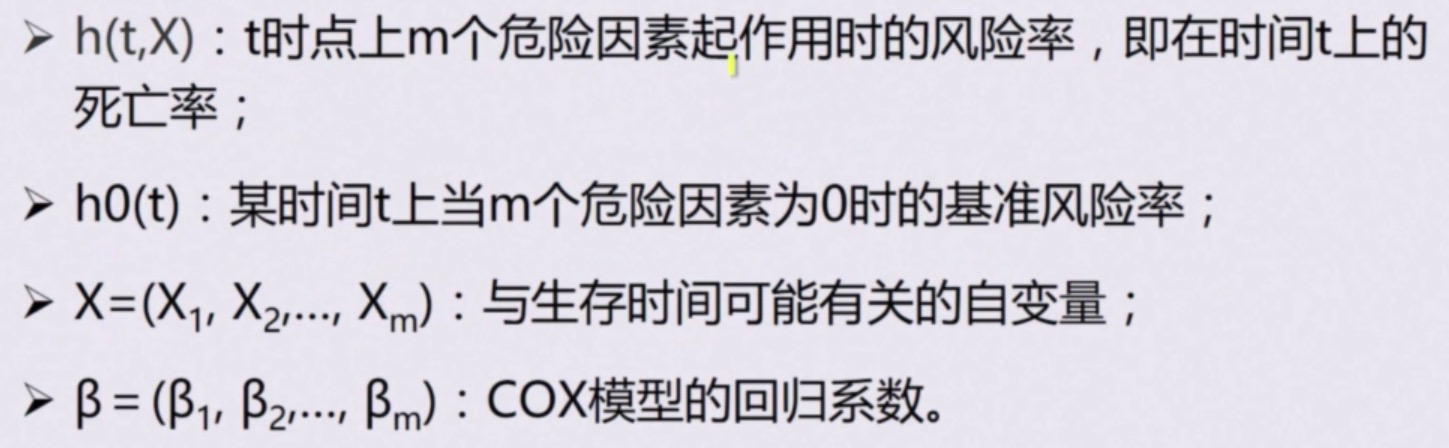 ➢ h(t,X)：t时点上m个危险因素起作用时的风险率，即在时间t上的
死亡率；
➢ h0(t)：某时间t上当m个危险因素为0时的基准风险率；
➢ X=(X₁, X₂,..., Xₘ)：与生存时间可能有关的自变量；
➢ β = (β₁, β₂,..., βₘ)：COX模型的回归系数。